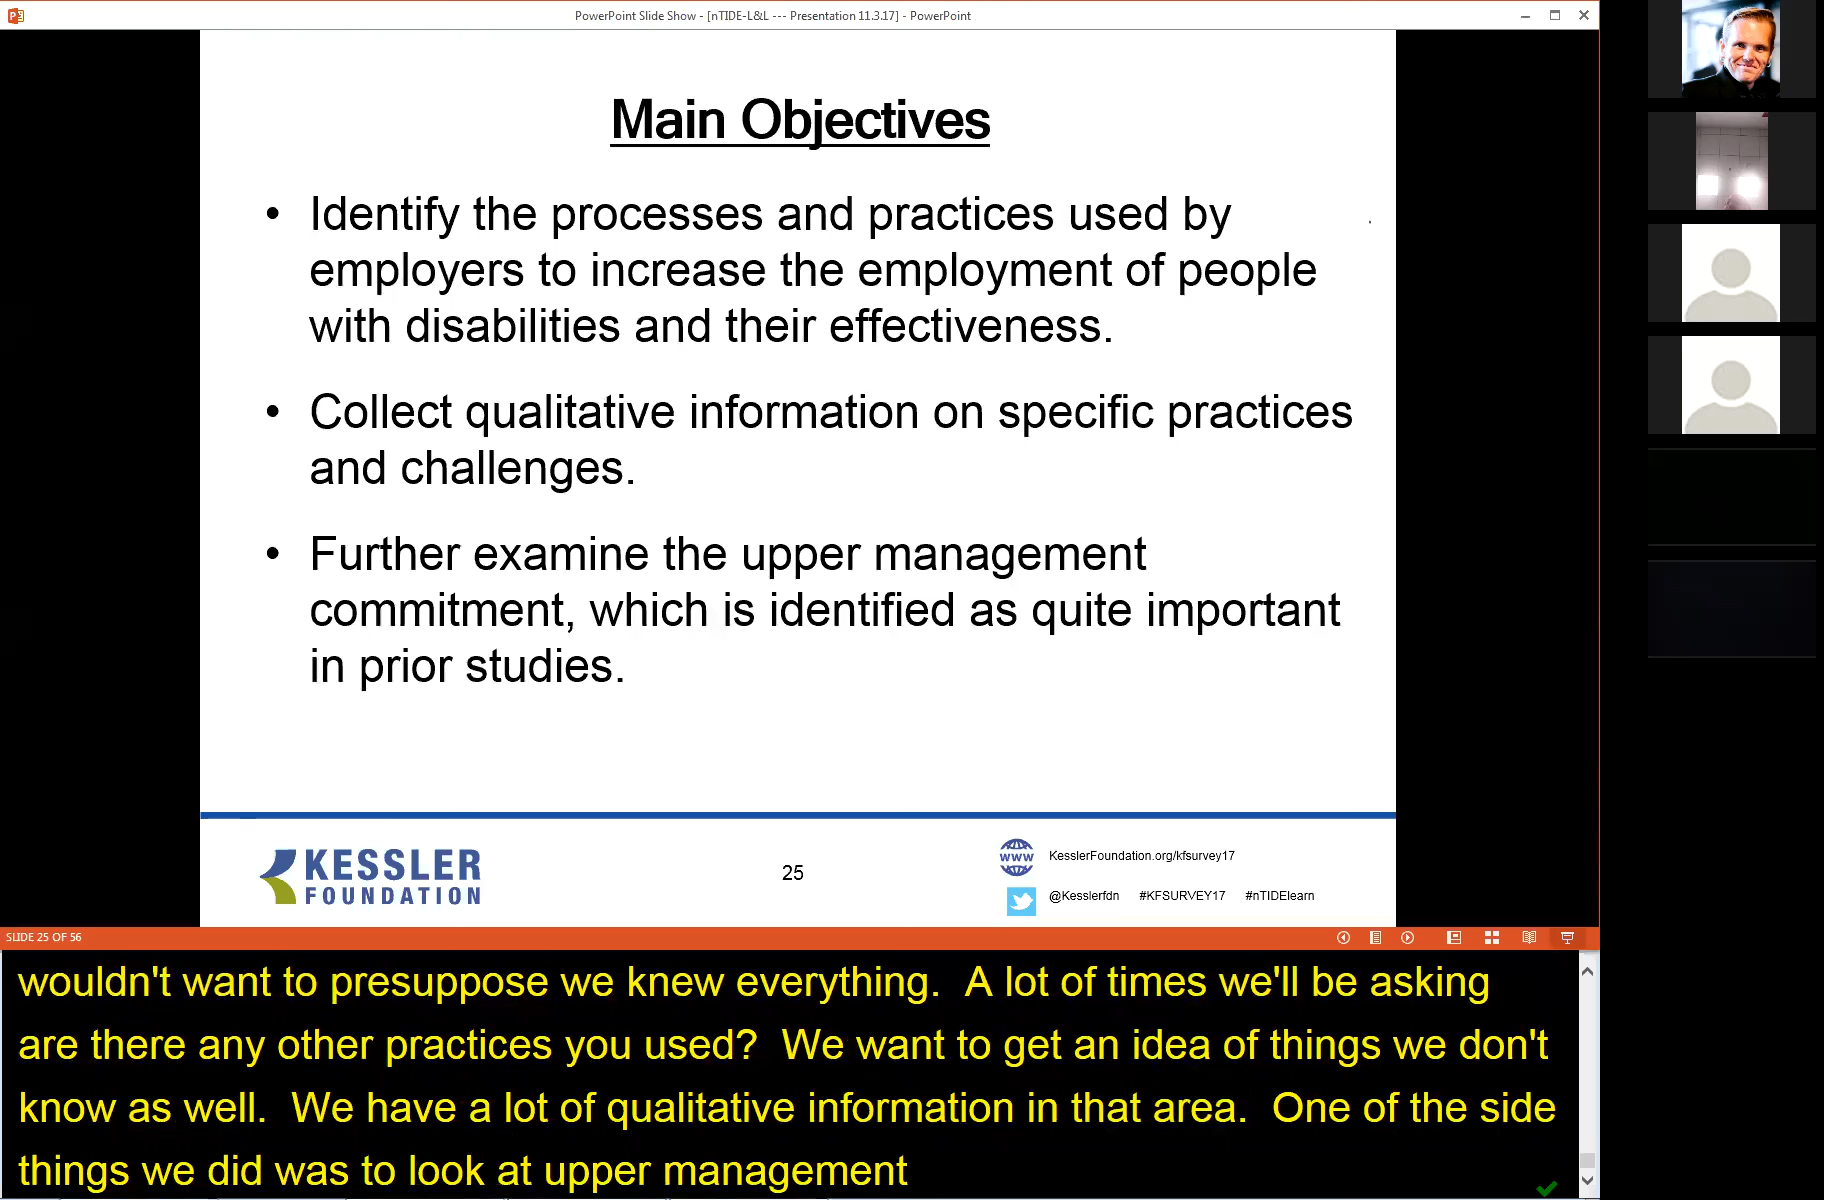 PowerPoint Slide Show - [nTIDE-L&L --- Presentation 11.3.17] - PowerPoint
Main Objectives
• Identify the processes and practices used by
employers to increase the employment of people
with disabilities and their effectiveness.
• Collect qualitative information on specific practices
and challenges.
• Further examine the upper management
commitment, which is identified as quite important
in prior studies.
KESSLER
FOUNDATION
25
WWW
KesslerFoundation.org/kfsurvey17
@Kesslerfdn #KFSURVEY17 #nTIDElearn
SLIDE 25 OF 56
wouldn't want to presuppose we knew everything.  A lot of times we'll be asking
are there any other practices you used?  We want to get an idea of things we don't
know as well.  We have a lot of qualitative information in that area.  One of the side
things we did was to look at upper management